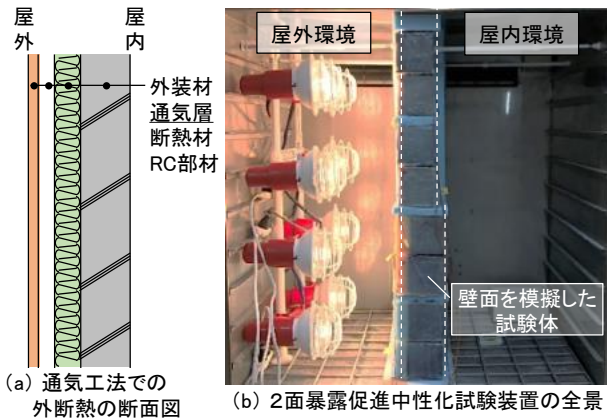 屋外
屋内
外装材
通気層
断熱材
RC部材
(a) 通気工法での
外断熱の断面図
屋外環境
屋内環境
壁面を模擬した
試験体
(b) 2面暴露促進中性化試験装置の全景